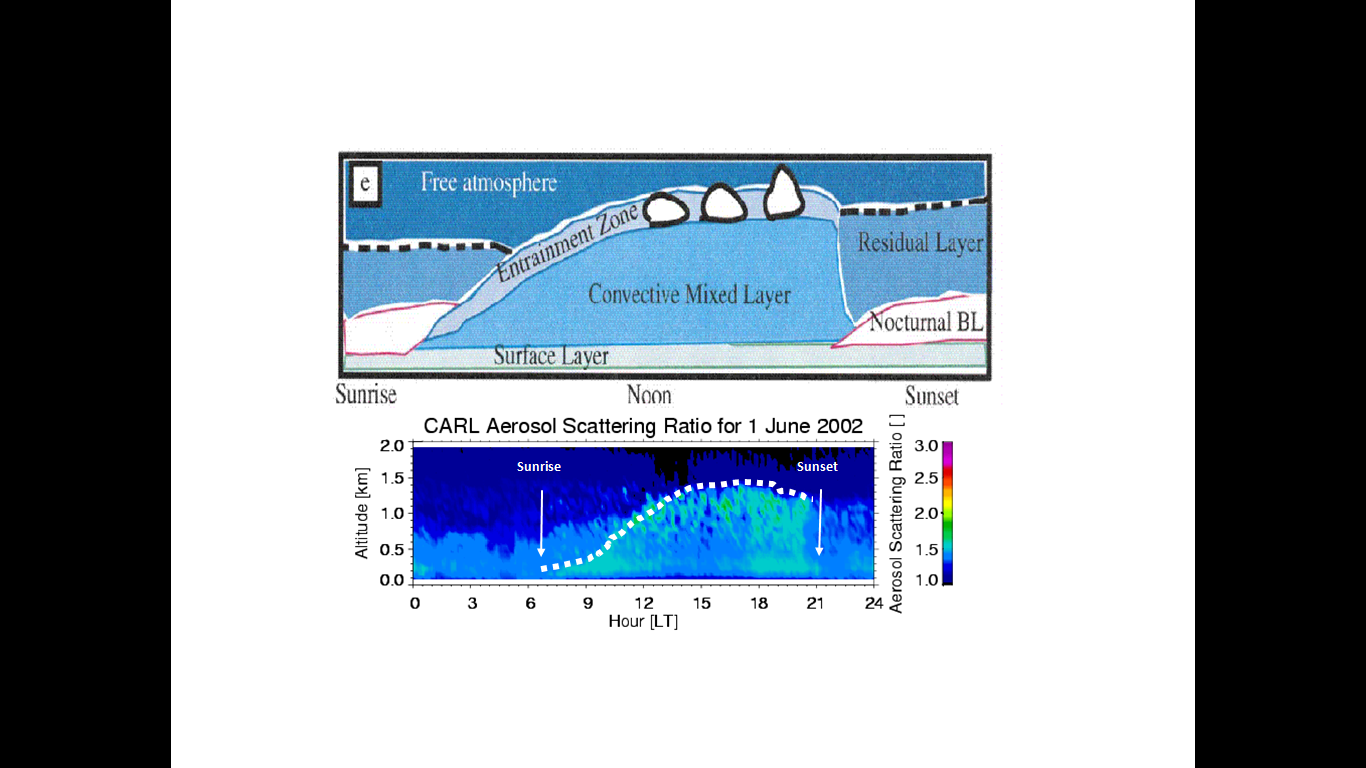 e
Free atmosphere
Entrainment Zone
Residual Layer
Convective Mixed Layer
Nocturnal BL
Surface Layer
Sunrise Noon Sunset
CARL Aerosol Scattering Ratio for 1 June 2002
Sunrise Sunset
Altitude [km]
2.0
1.5
1.0
0.5
0.0
0 3 6 9 12 15 18 21 24
Hour [LT]
Aerosol Scattering Ratio [ ]
3.0
2.5
2.0
1.5
1.0